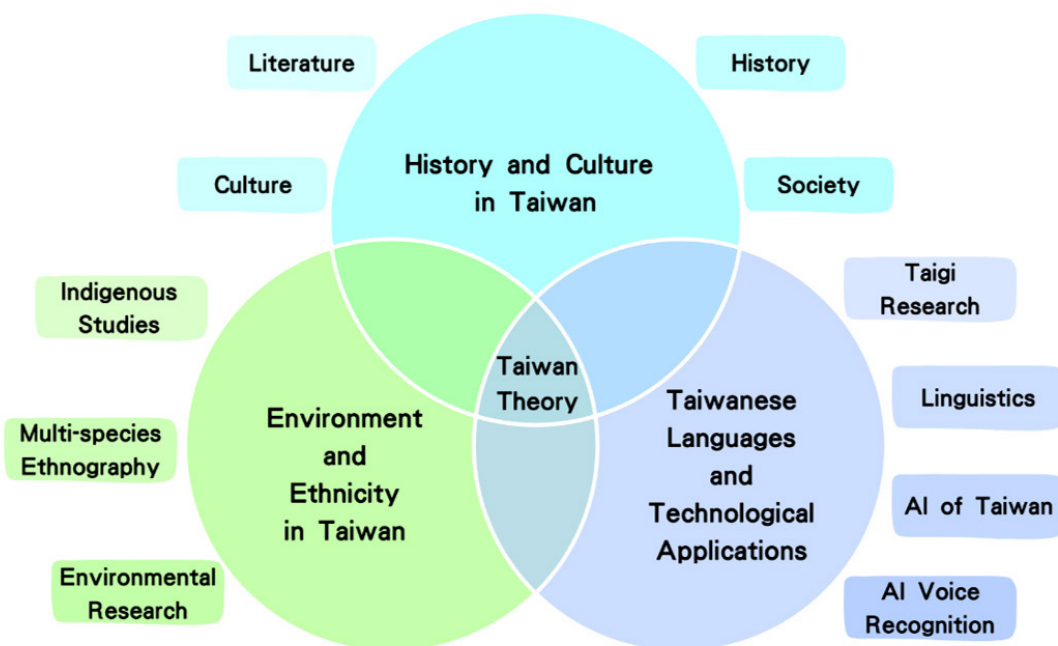 Literature
History
History and Culture
in Taiwan
Culture
Society
Indigenous
Studies
Taigi
Research
Taiwan
Theory
Multi-species
Ethnography
Environment
and
Ethnicity
in Taiwan
Taiwanese
Languages
and
Technological
Applications
Linguistics
AI of Taiwan
Environmental
Research
AI Voice
Recognition